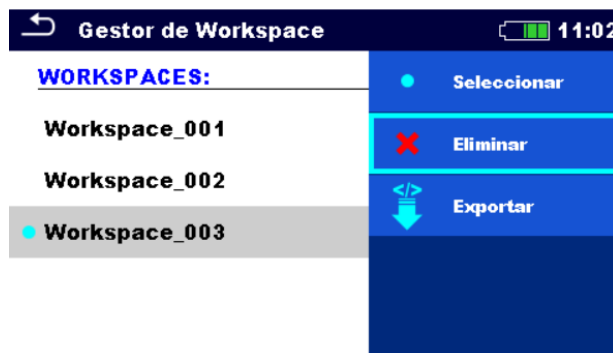 Gestor de Workspace 11:02
WORKSPACES:
Workspace_001
Workspace_002
Workspace_003
Seleccionar
Eliminar
</>
Exportar